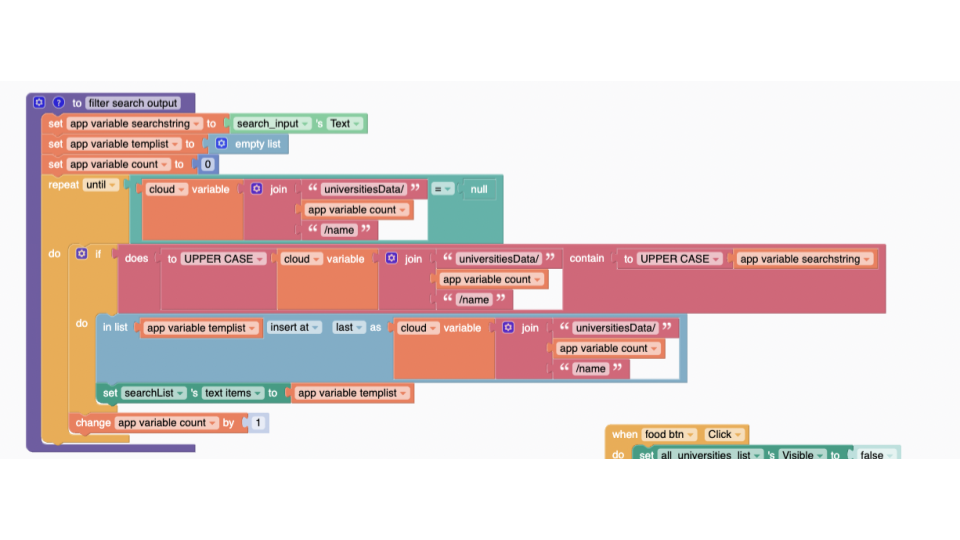 to filter search output
set app variable searchstring to search_input 's Text
set app variable templist to empty list
set app variable count to 0
repeat until cloud variable join “ universitiesData/ ” = null
app variable count
“ /name ”
do if does to UPPER CASE cloud variable join “ universitiesData/ ” contain to UPPER CASE app variable searchstring
app variable count
“ /name ”
do in list app variable templist insert at last as cloud variable join “ universitiesData/ ”
app variable count
“ /name ”
set searchList 's text items to app variable templist
change app variable count by 1
when food btn Click
do set all_universities_list 's Visible to false